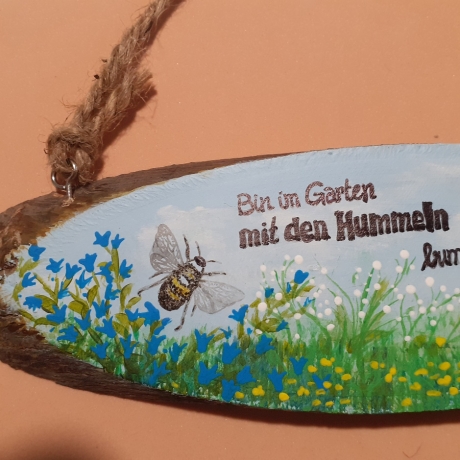 Bin im Garten
mit den Hummeln